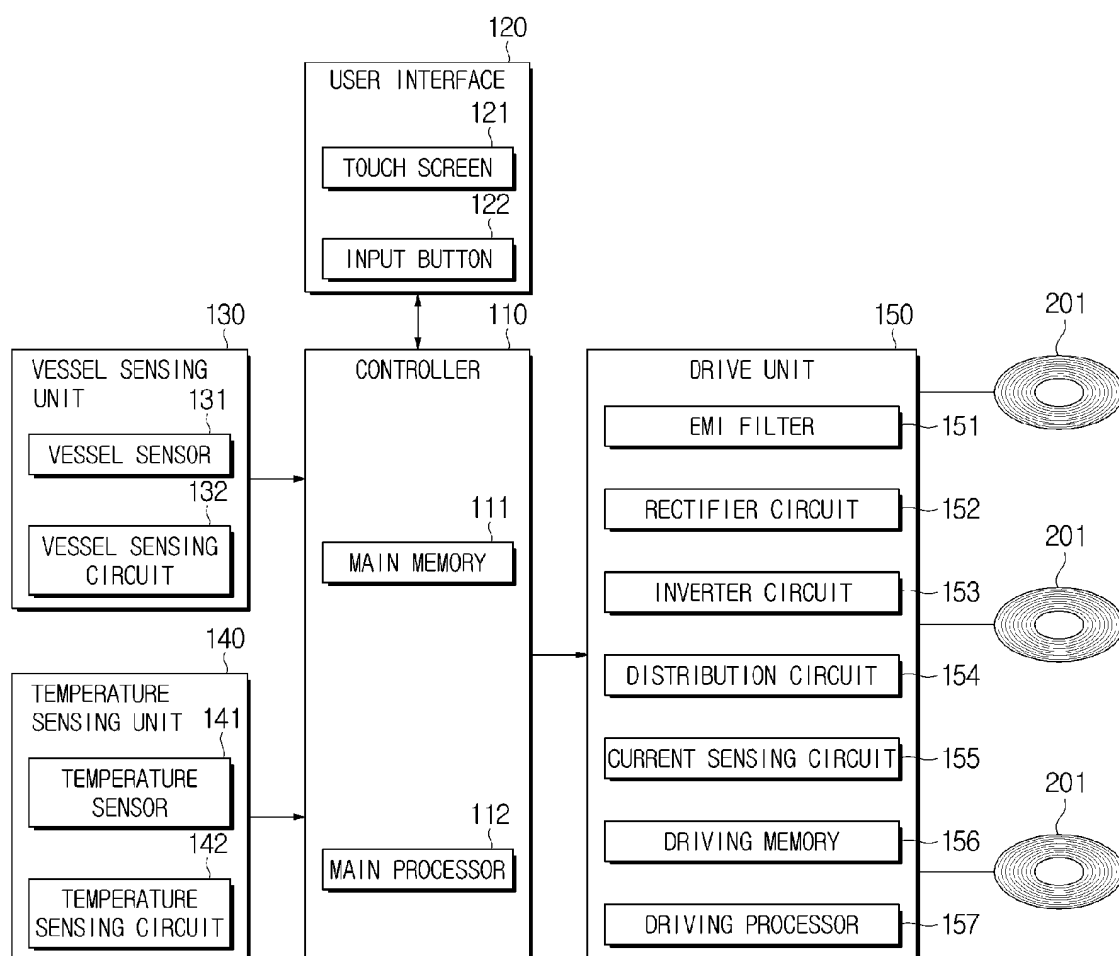 120
USER INTERFACE
121
TOUCH SCREEN
122
INPUT BUTTON
130
VESSEL SENSING
UNIT
131
VESSEL SENSOR
132
VESSEL SENSING
CIRCUIT
140
TEMPERATURE
SENSING UNIT
141
TEMPERATURE
SENSOR
142
TEMPERATURE
SENSING CIRCUIT
110
CONTROLLER
111
MAIN MEMORY
112
MAIN PROCESSOR
150
DRIVE UNIT
EMI FILTER 151
RECTIFIER CIRCUIT 152
INVERTER CIRCUIT 153
DISTRIBUTION CIRCUIT 154
CURRENT SENSING CIRCUIT 155
DRIVING MEMORY 156
DRIVING PROCESSOR 157
201
201
201